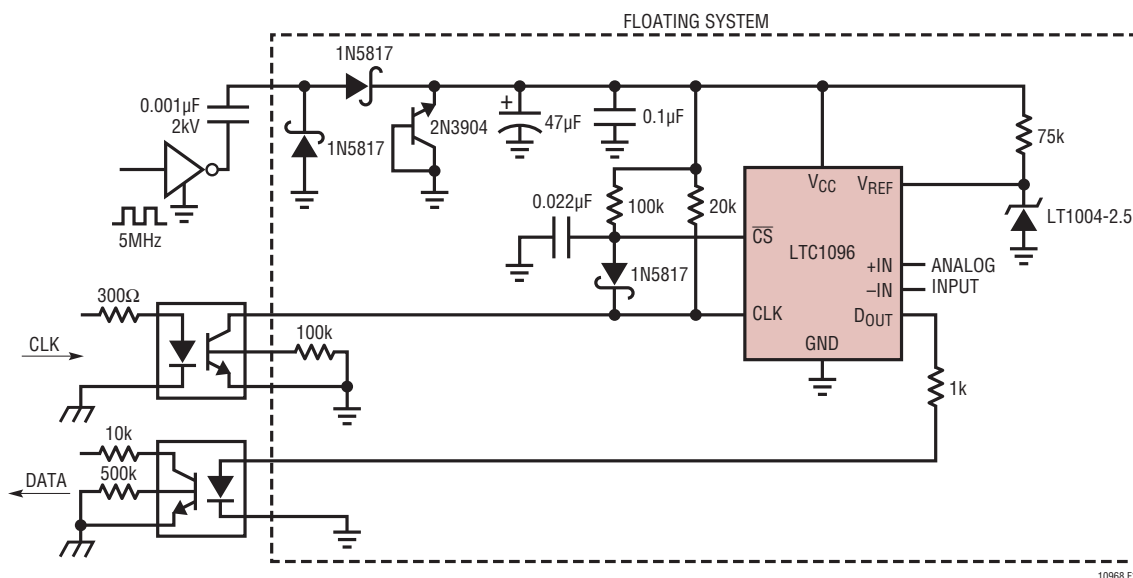 FLOATING SYSTEM
1N5817
0.001µF
2kV
1N5817
2N3904
+
47µF
0.1µF
75k
5MHz
0.022µF
100k
20k
VCC
VREF
LT1004-2.5
CS
LTC1096
1N5817
+IN
–IN
ANALOG
INPUT
300Ω
CLK
DOUT
CLK
100k
GND
1k
10k
500k
DATA